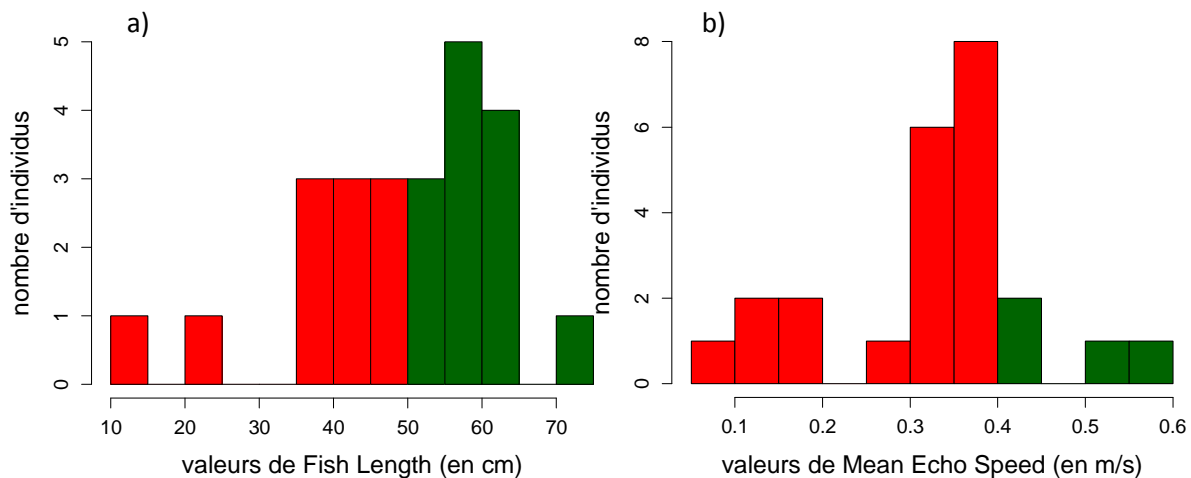 a)
nombre d'individus
0 1 2 3 4 5
10 20 30 40 50 60 70
valeurs de Fish Length (en cm)
b)
nombre d'individus
0 2 4 6 8
0.1 0.2 0.3 0.4 0.5 0.6
valeurs de Mean Echo Speed (en m/s)